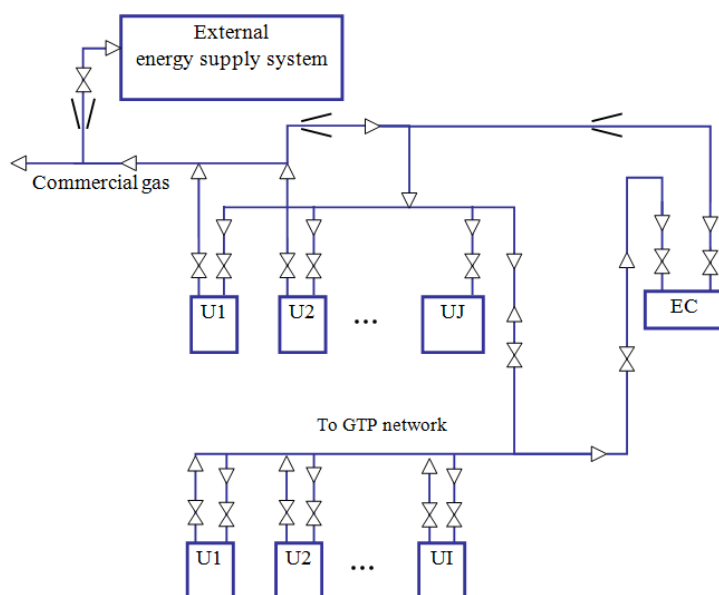 External
energy supply system
Commercial gas
U1
U2
...
UJ
EC
To GTP network
U1
U2
...
UI